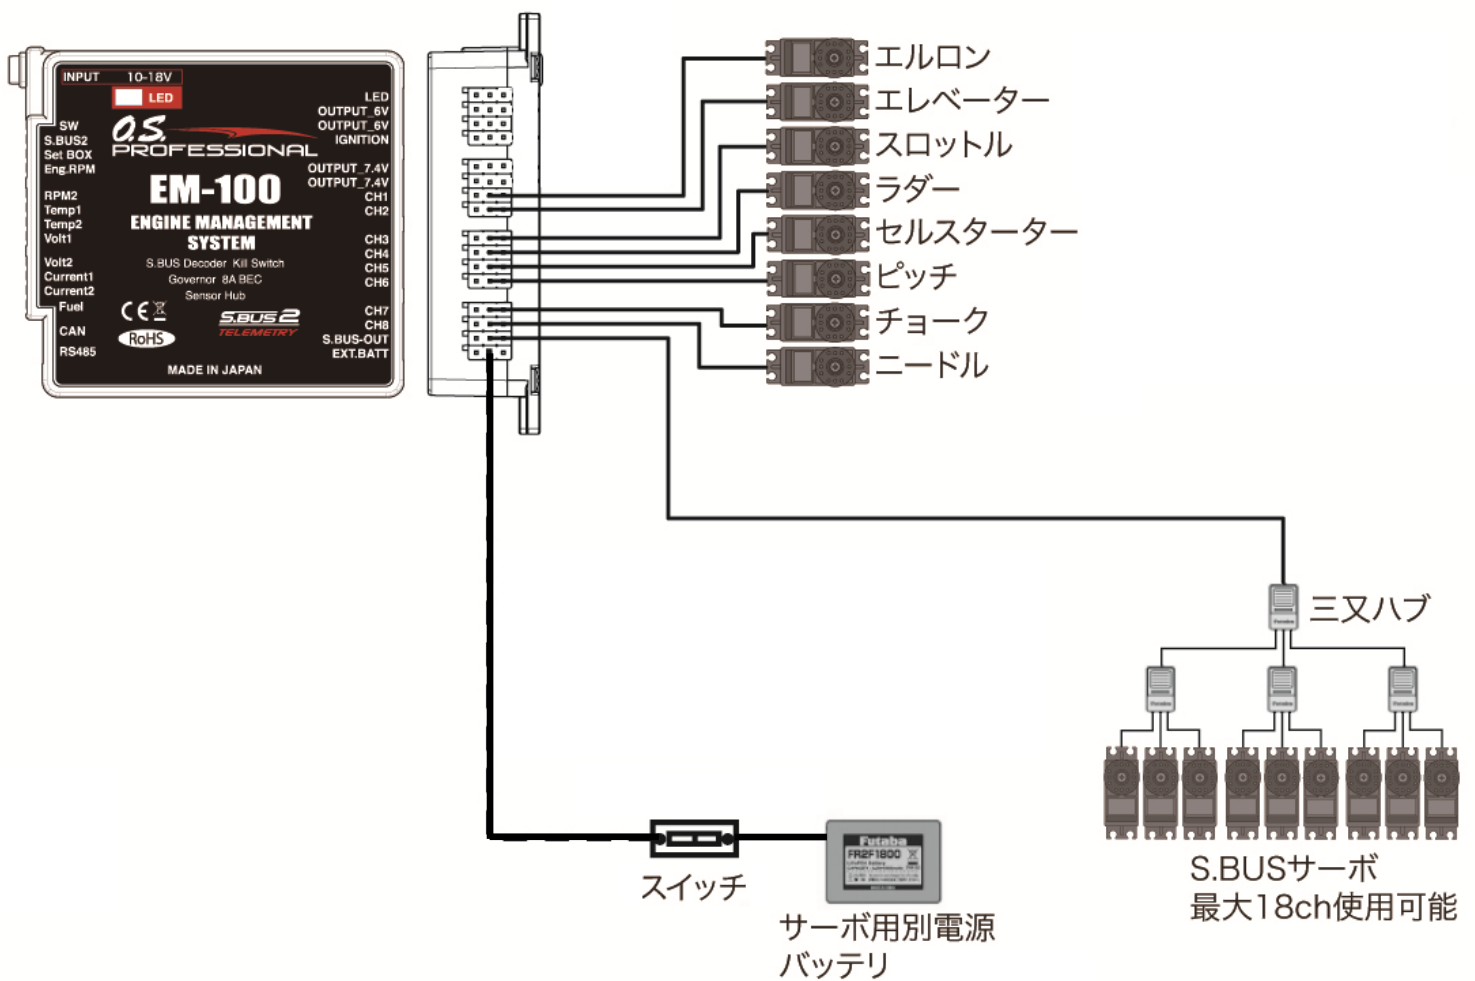 INPUT 10-18V
LED
O.S.
PROFESSIONAL
EM-100
ENGINE MANAGEMENT
SYSTEM
S.BUS Decoder Kill Switch
Governor 8A BEC
Sensor Hub
CE
RoHS
S.BUS2
TELEMETRY
MADE IN JAPAN
SW
S.BUS2
Set BOX
Eng.RPM
RPM2
Temp1
Temp2
Volt1
Volt2
Current1
Current2
Fuel
CAN
RS485
LED
OUTPUT_6V
OUTPUT_6V
IGNITION
OUTPUT_7.4V
OUTPUT_7.4V
CH1
CH2
CH3
CH4
CH5
CH6
CH7
CH8
S.BUS-OUT
EXT.BATT
エルロン
エレベーター
スロットル
ラダー
セルスターター
ピッチ
チョーク
ニードル
三又ハブ
Futaba
Futaba
Futaba
Futaba
S.BUSサーボ
最大18ch使用可能
スイッチ
Futaba
FR2F1800
サーボ用別電源
バッテリ